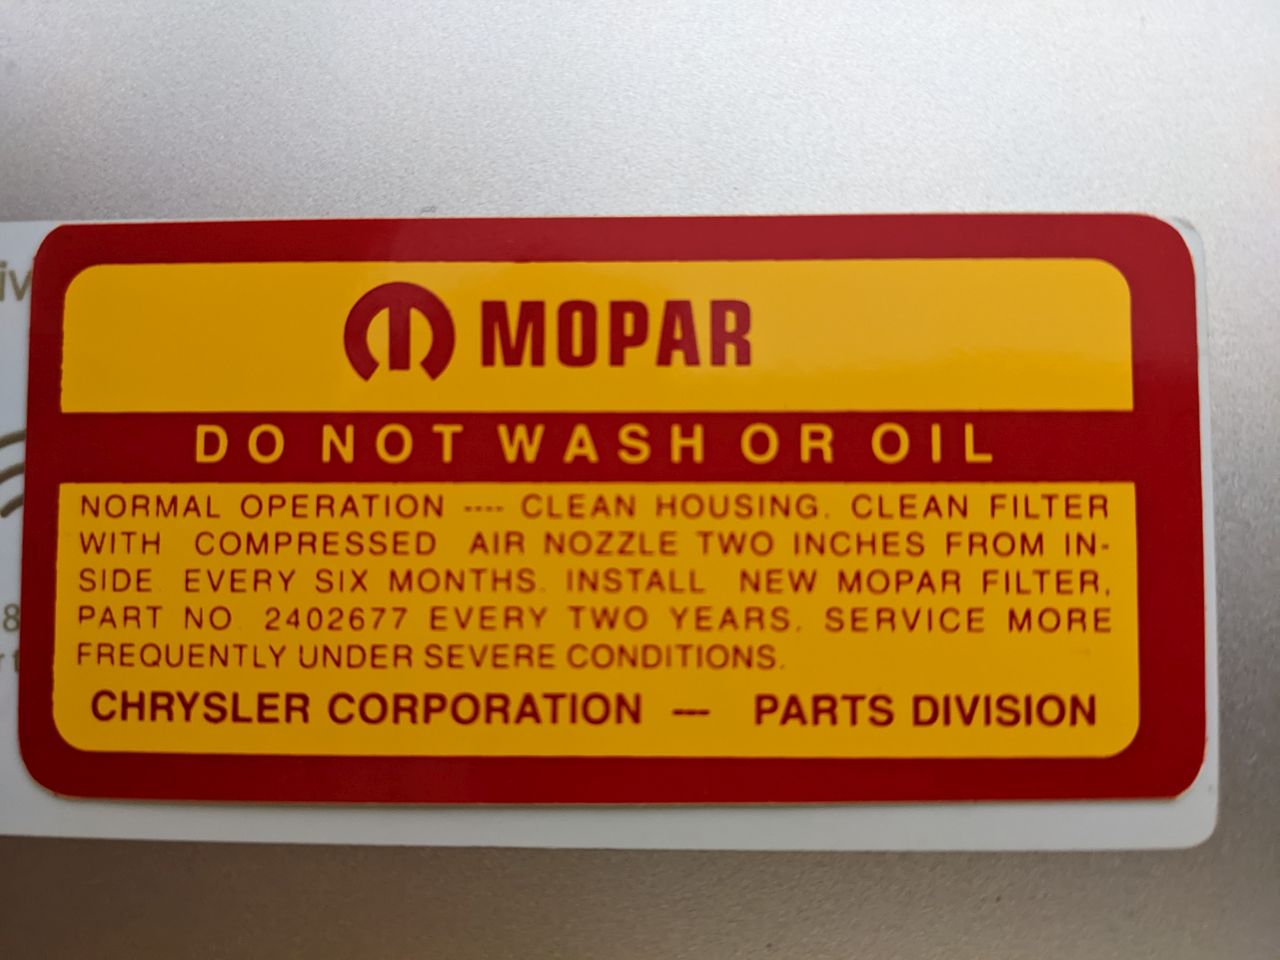 MOPAR
DO NOT WASH OR OIL
NORMAL OPERATION ---- CLEAN HOUSING. CLEAN FILTER
WITH COMPRESSED AIR NOZZLE TWO INCHES FROM IN-
SIDE EVERY SIX MONTHS. INSTALL NEW MOPAR FILTER,
PART NO. 2402677 EVERY TWO YEARS. SERVICE MORE
FREQUENTLY UNDER SEVERE CONDITIONS.
CHRYSLER CORPORATION — PARTS DIVISION